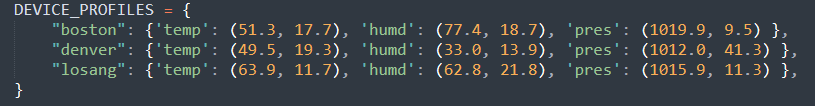 DEVICE_PROFILES = {
    "boston": {'temp': (51.3, 17.7), 'humd': (77.4, 18.7), 'pres': (1019.9, 9.5) },
    "denver": {'temp': (49.5, 19.3), 'humd': (33.0, 13.9), 'pres': (1012.0, 41.3) },
    "losang": {'temp': (63.9, 11.7), 'humd': (62.8, 21.8), 'pres': (1015.9, 11.3) },
}